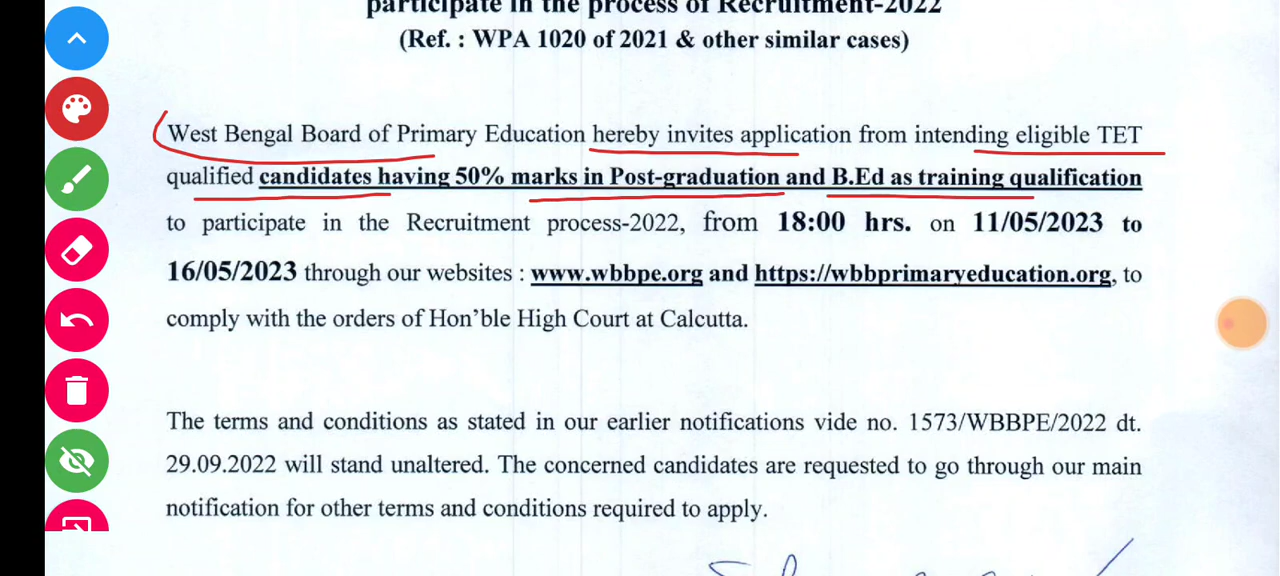 participate in the process of Recruitment-2022
(Ref. : WPA 1020 of 2021 & other similar cases)
West Bengal Board of Primary Education hereby invites application from intending eligible TET
qualified candidates having 50% marks in Post-graduation and B.Ed as training qualification
to participate in the Recruitment process-2022, from 18:00 hrs. on 11/05/2023 to
16/05/2023 through our websites : www.wbbpe.org and https://wbbprimaryeducation.org, to
comply with the orders of Hon’ble High Court at Calcutta.
The terms and conditions as stated in our earlier notifications vide no. 1573/WBBPE/2022 dt.
29.09.2022 will stand unaltered. The concerned candidates are requested to go through our main
notification for other terms and conditions required to apply.